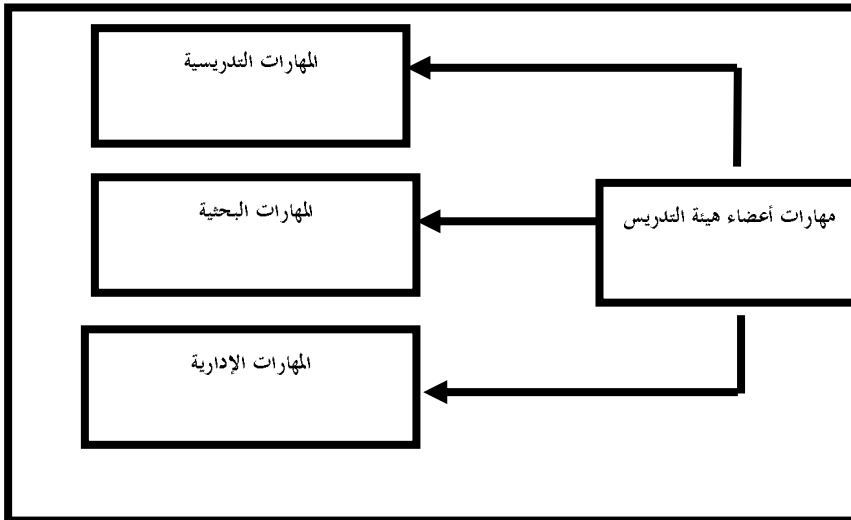 المهارات التدريسية
المهارات البحثية
مهارات أعضاء هيئة التدريس
المهارات الإدارية